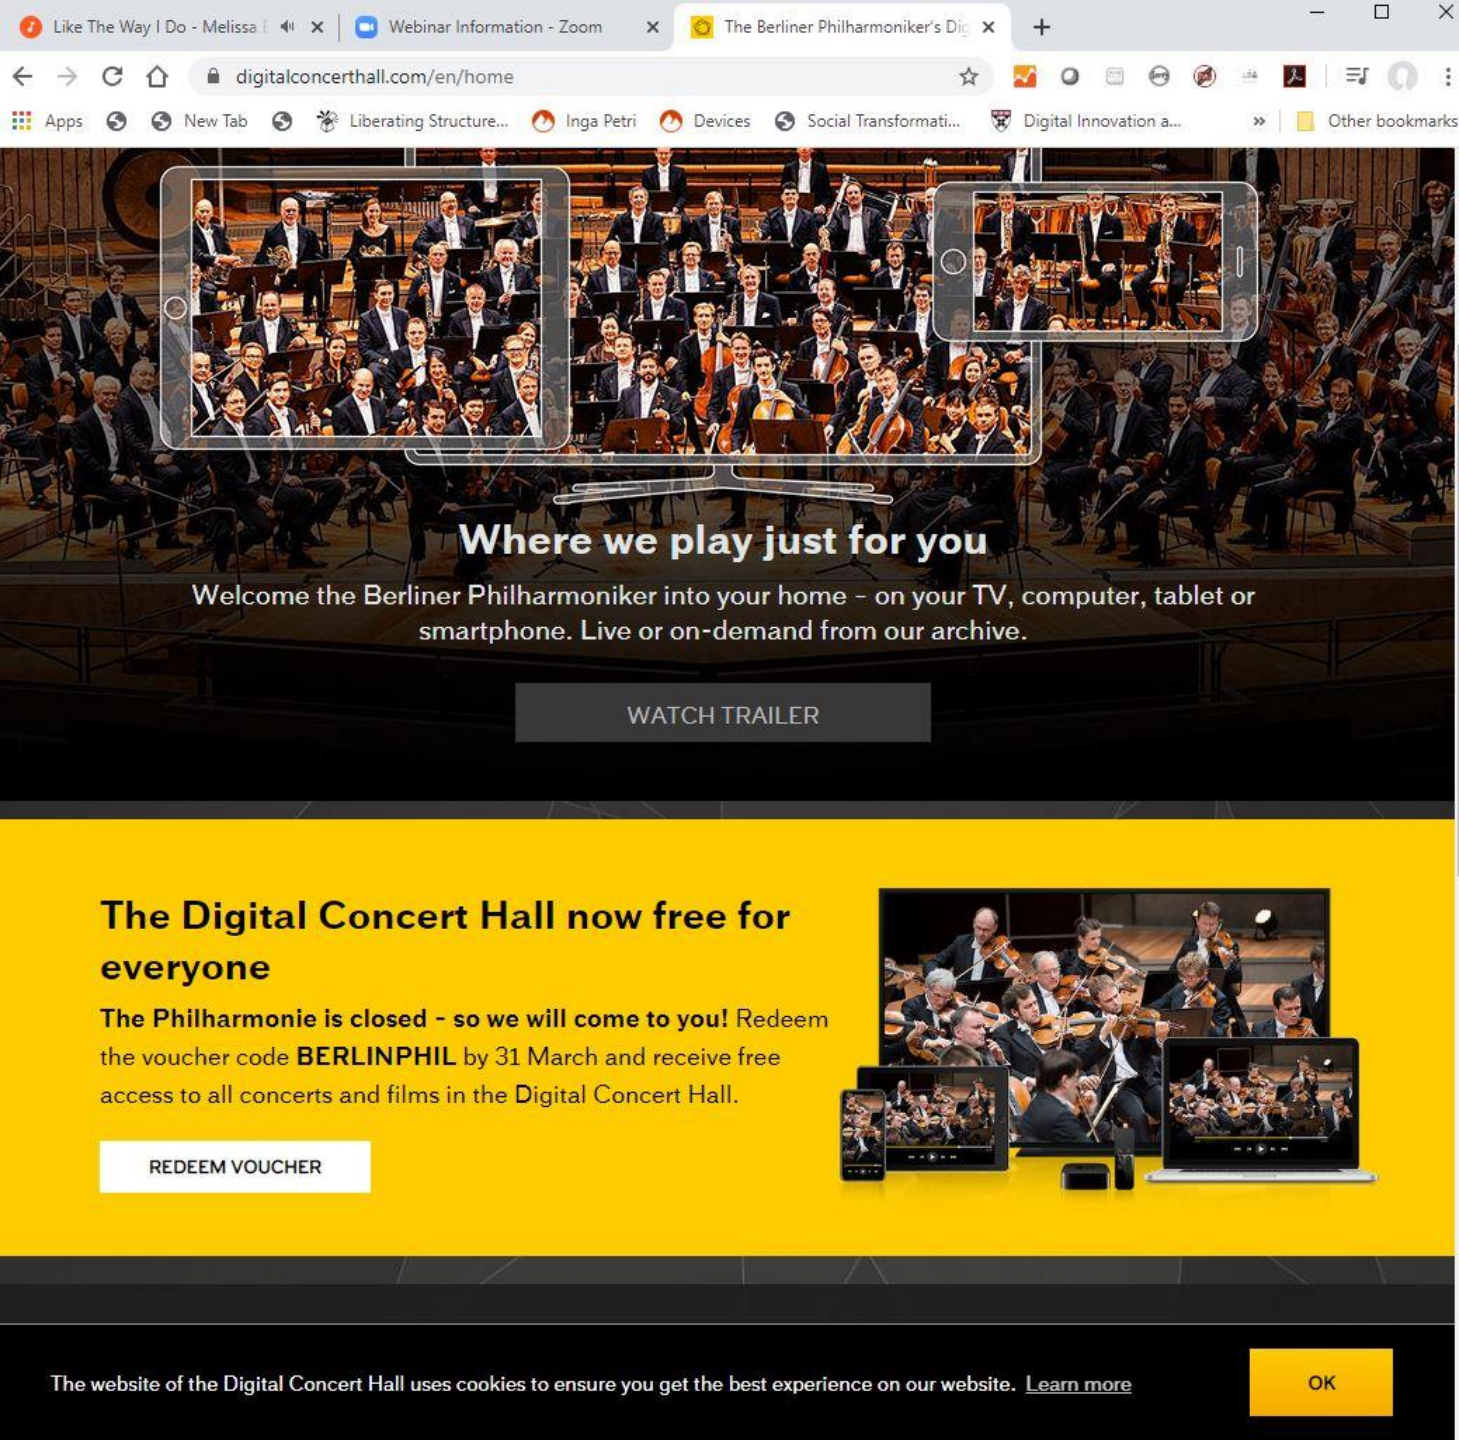 Like The Way I Do - Melissa
Webinar Information - Zoom
The Berliner Philharmoniker's Dig
digitalconcerthall.com/en/home
Apps
New Tab
Liberating Structure...
Inga Petri
Devices
Social Transformati...
Digital Innovation a...
»
Other bookmarks
Where we play just for you
Welcome the Berliner Philharmoniker into your home – on your TV, computer, tablet or
smartphone. Live or on-demand from our archive.
WATCH TRAILER
The Digital Concert Hall now free for
everyone
The Philharmonie is closed – so we will come to you! Redeem
the voucher code BERLINPHIL by 31 March and receive free
access to all concerts and films in the Digital Concert Hall.
REDEEM VOUCHER
The website of the Digital Concert Hall uses cookies to ensure you get the best experience on our website. Learn more
OK